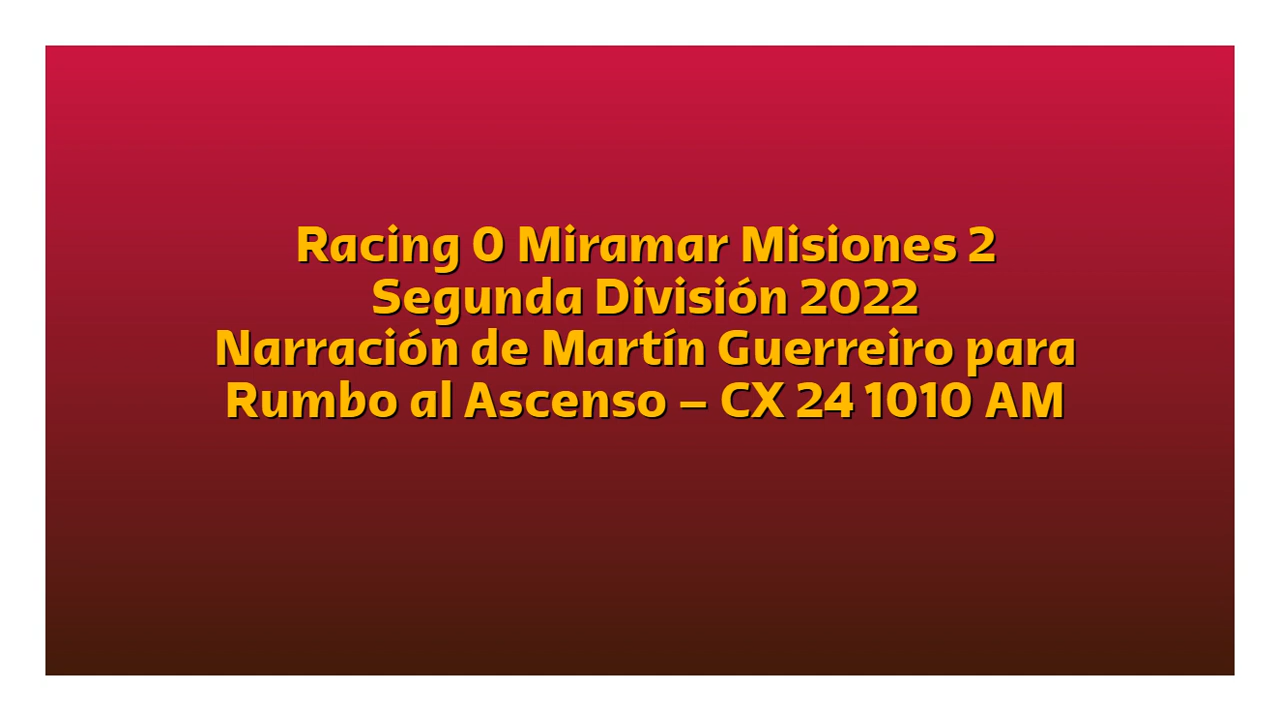 Racing 0 Miramar Misiones 2
Segunda División 2022
Narración de Martín Guerreiro para
Rumbo al Ascenso – CX 24 1010 AM